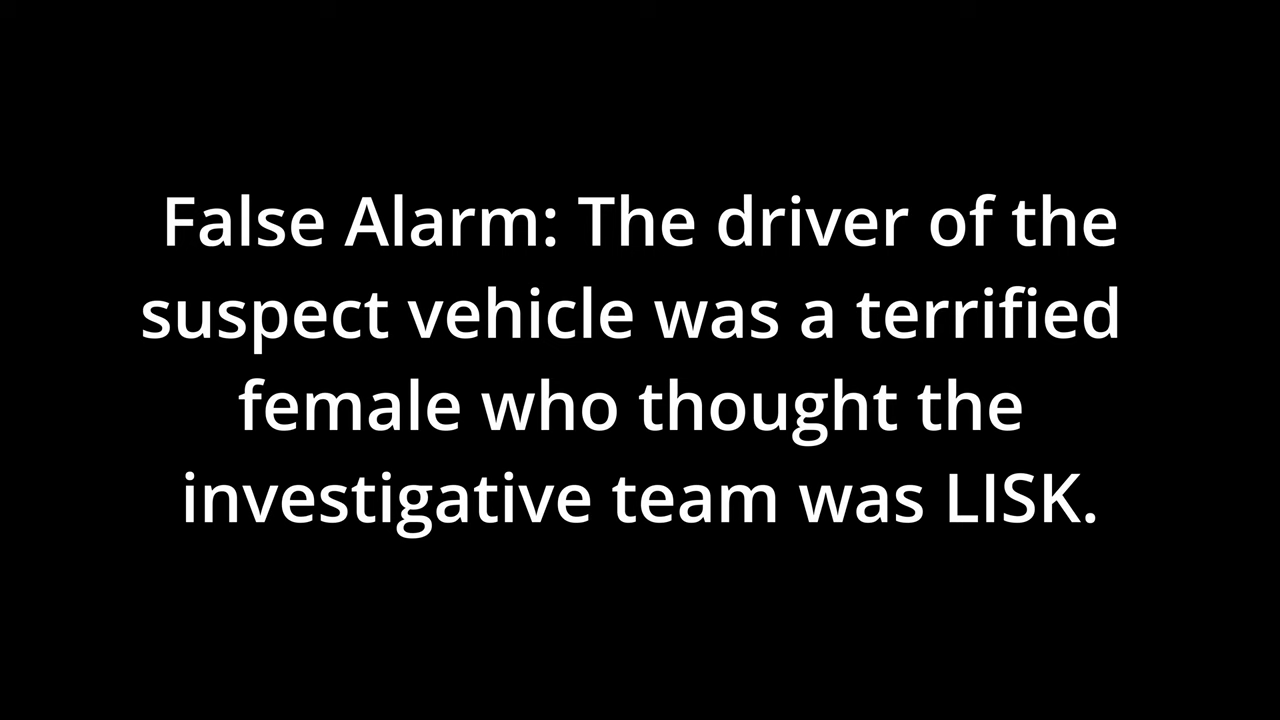 False Alarm: The driver of the
suspect vehicle was a terrified
female who thought the
investigative team was LISK.